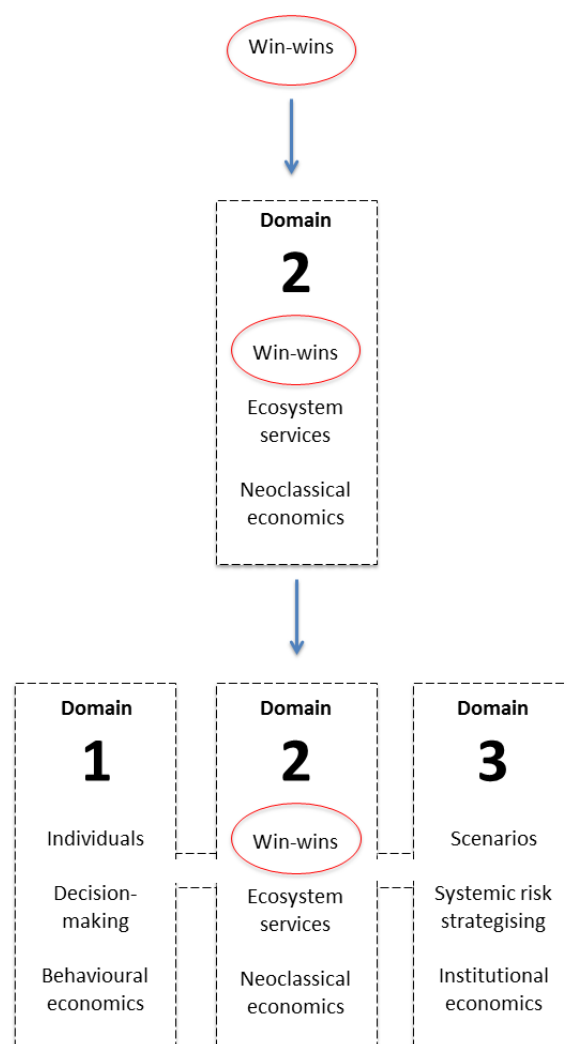 Win-wins
Domain
2
Win-wins
Ecosystem
services
Neoclassical
economics
Domain
1
Individuals
Decision-
making
Behavioural
economics
Domain
2
Win-wins
Ecosystem
services
Neoclassical
economics
Domain
3
Scenarios
Systemic risk
strategising
Institutional
economics